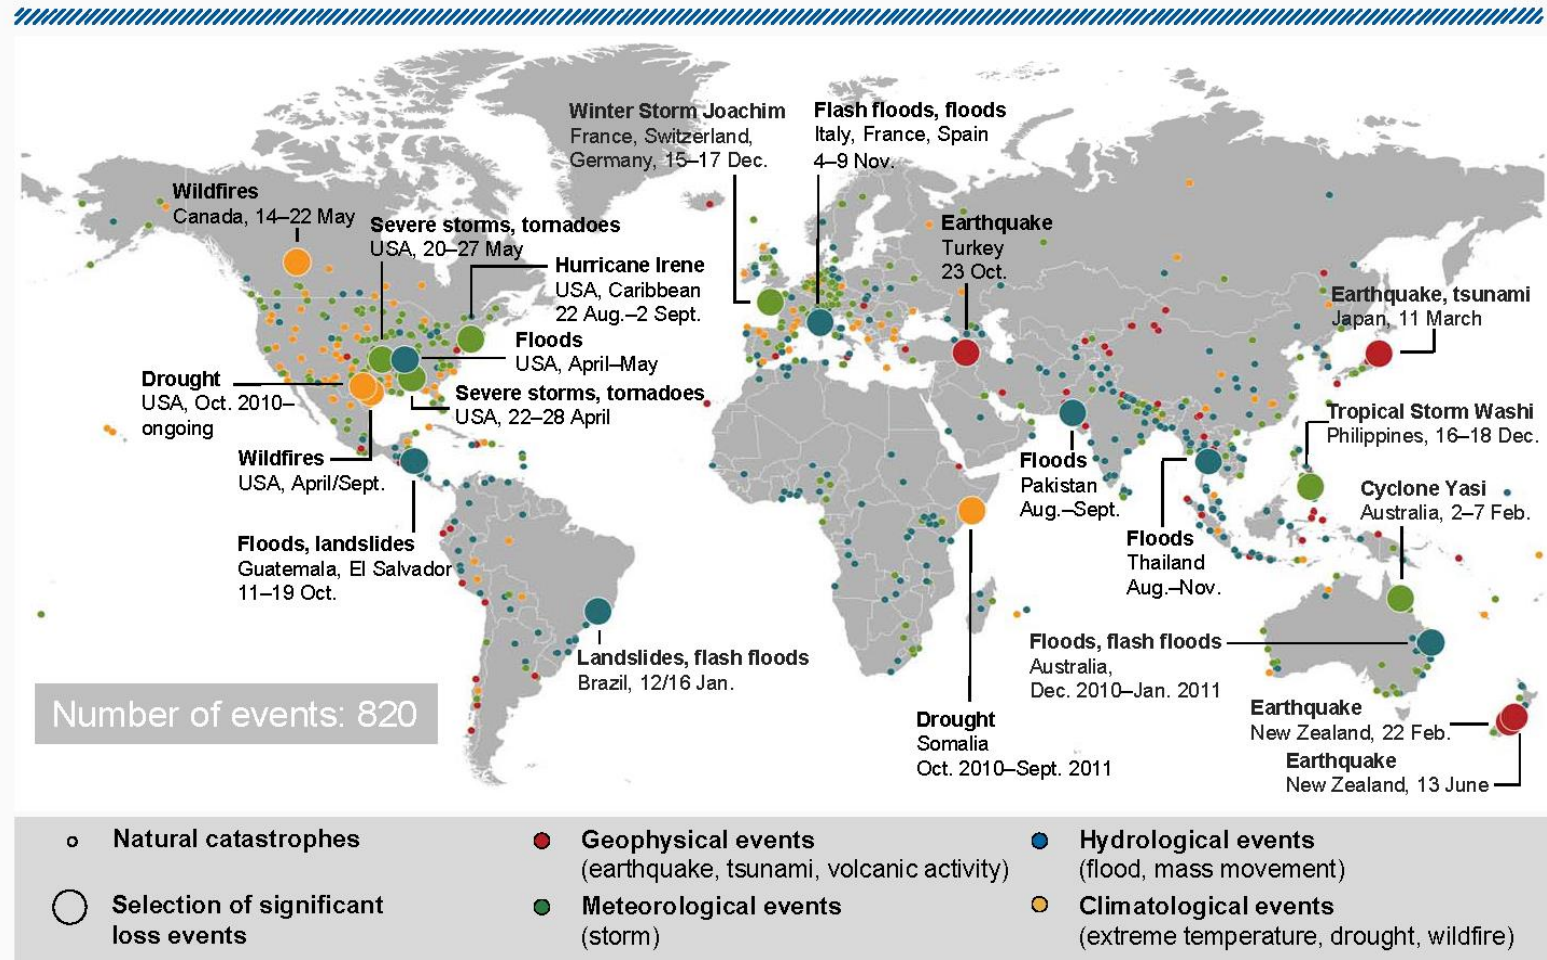 Winter Storm Joachim
France, Switzerland,
Germany, 15–17 Dec.
Flash floods, floods
Italy, France, Spain
4–9 Nov.
Wildfires
Canada, 14–22 May
Severe storms, tornadoes
USA, 20–27 May
Earthquake
Turkey
23 Oct.
Hurricane Irene
USA, Caribbean
22 Aug.–2 Sept.
Earthquake, tsunami
Japan, 11 March
Floods
USA, April–May
Drought
USA, Oct. 2010–
ongoing
Severe storms, tornadoes
USA, 22–28 April
Tropical Storm Washi
Philippines, 16–18 Dec.
Wildfires
USA, April/Sept.
Floods
Pakistan
Aug.–Sept.
Cyclone Yasi
Australia, 2–7 Feb.
Floods, landslides
Guatemala, El Salvador
11–19 Oct.
Floods
Thailand
Aug.–Nov.
Landslides, flash floods
Brazil, 12/16 Jan.
Floods, flash floods
Australia,
Dec. 2010–Jan. 2011
Number of events: 820
Drought
Somalia
Oct. 2010–Sept. 2011
Earthquake
New Zealand, 22 Feb.
Earthquake
New Zealand, 13 June
Natural catastrophes
Selection of significant
loss events
Geophysical events
(earthquake, tsunami, volcanic activity)
Meteorological events
(storm)
Hydrological events
(flood, mass movement)
Climatological events
(extreme temperature, drought, wildfire)